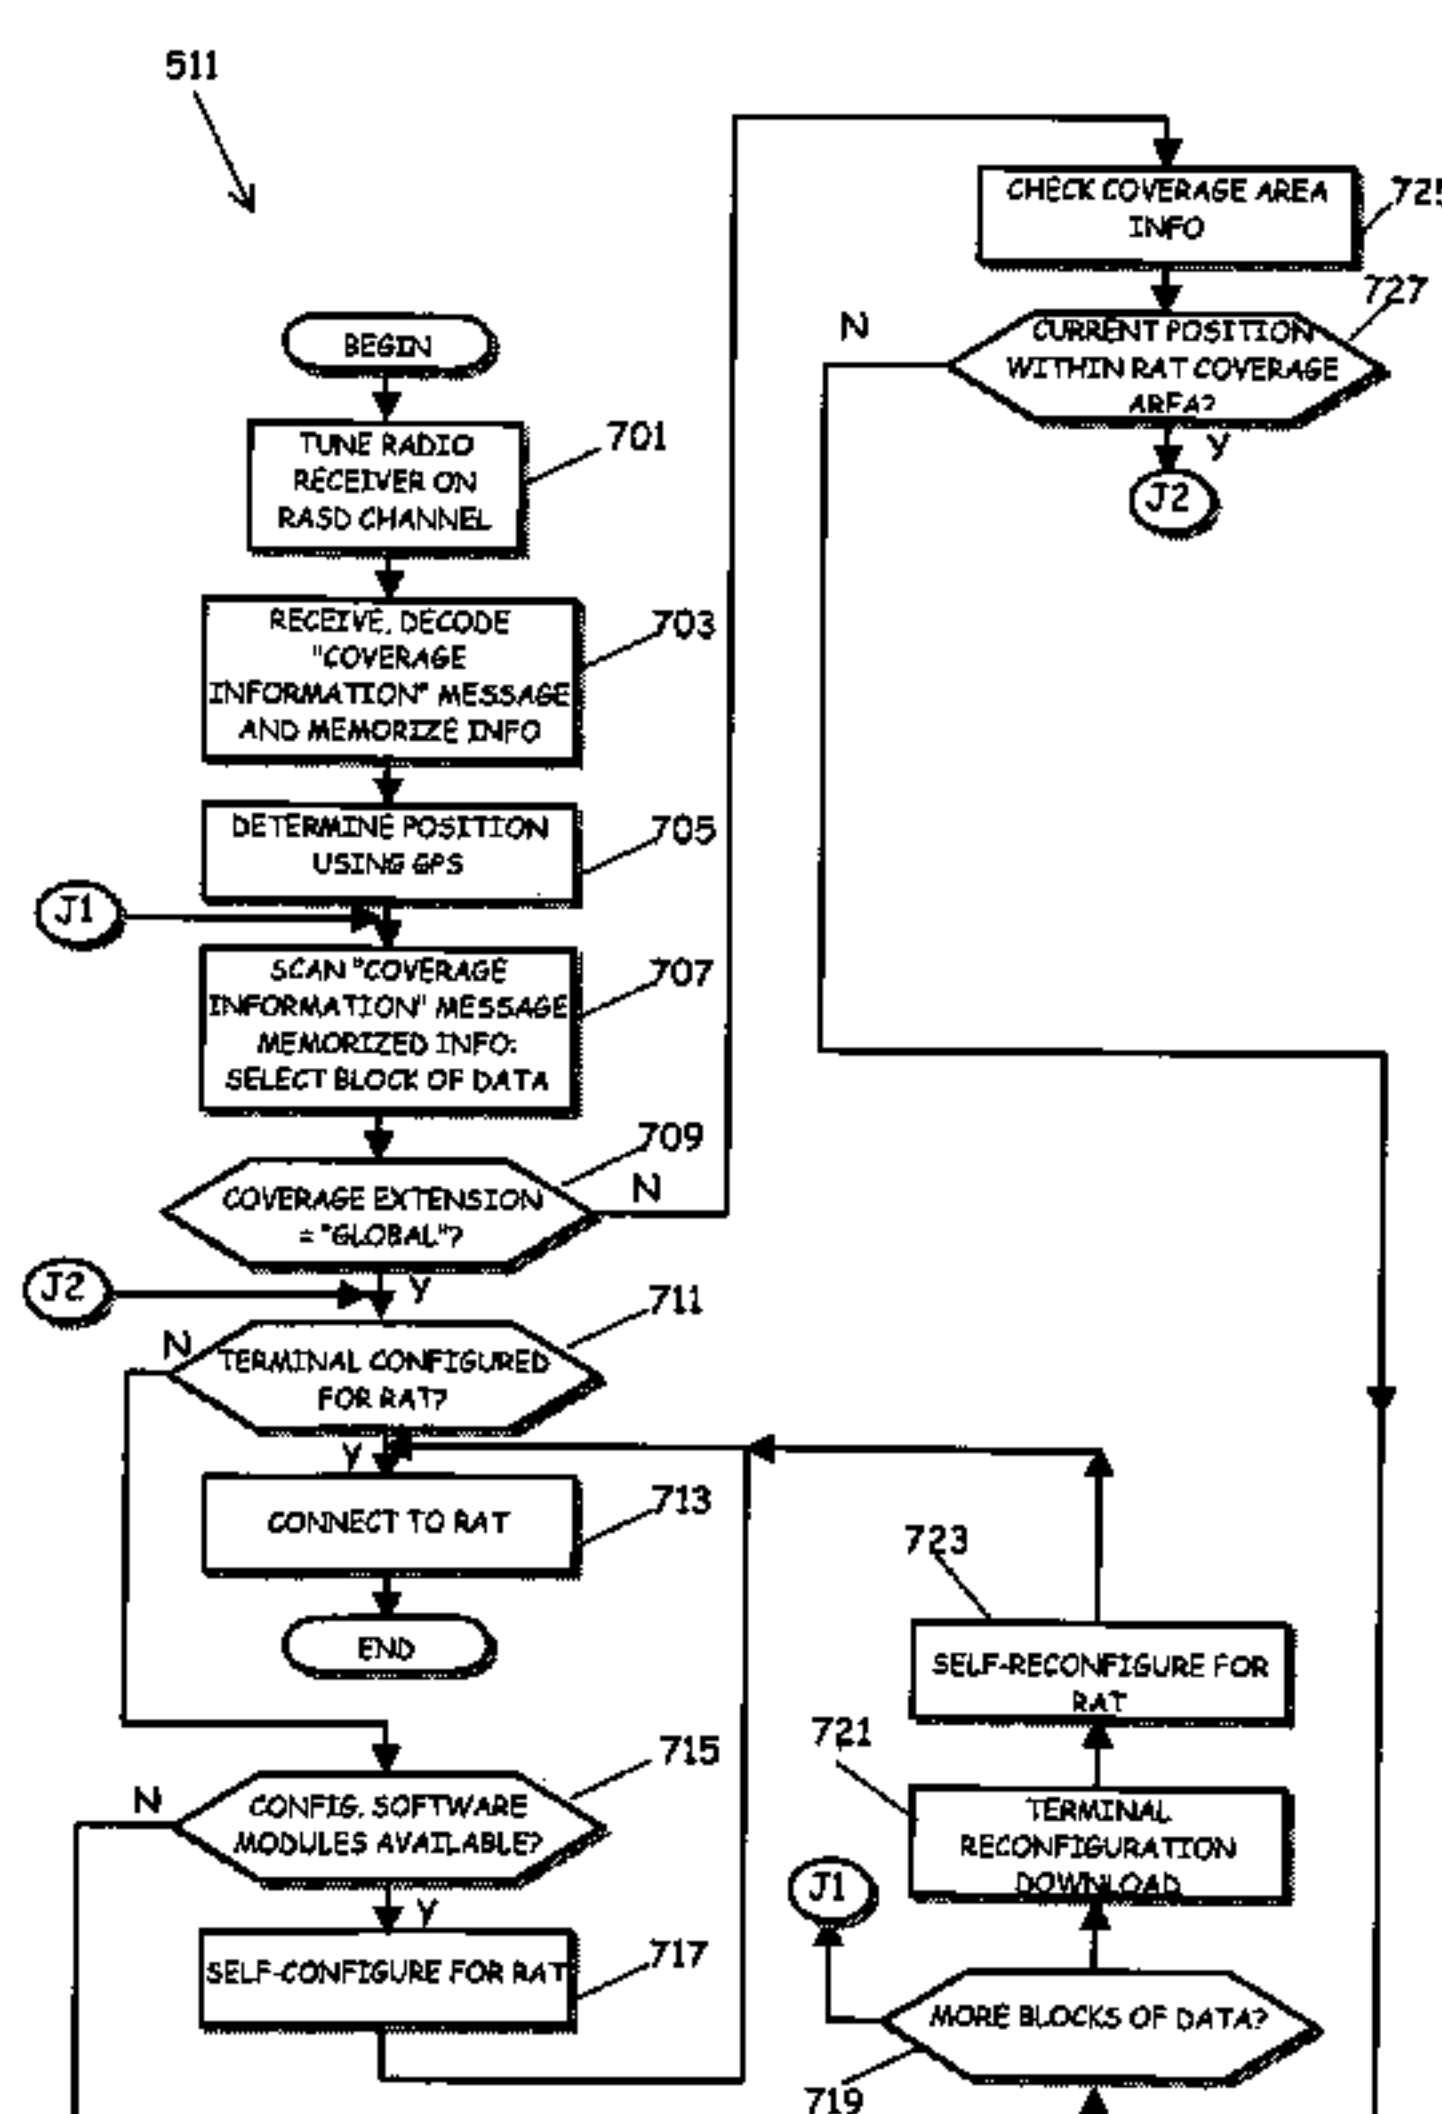 511
BEGIN
TUNE RADIO
RECEIVER ON
RASD CHANNEL
701
RECEIVE, DECODE
"COVERAGE
INFORMATION" MESSAGE
AND MEMORIZE INFO
703
DETERMINE POSITION
USING GPS
705
J1
SCAN "COVERAGE
INFORMATION" MESSAGE
MEMORIZED INFO:
SELECT BLOCK OF DATA
707
COVERAGE EXTENSION
= "GLOBAL"?
709
N
Y
J2
TERMINAL CONFIGURED
FOR RAT?
711
N
Y
CONNECT TO RAT
713
END
CONFIG. SOFTWARE
MODULES AVAILABLE?
715
N
Y
SELF-CONFIGURE FOR RAT
717
CHECK COVERAGE AREA
INFO
725
CURRENT POSITION
WITHIN RAT COVERAGE
AREA?
727
N
Y
J2
723
SELF-RECONFIGURE FOR
RAT
721
TERMINAL
RECONFIGURATION
DOWNLOAD
J1
MORE BLOCKS OF DATA?
719